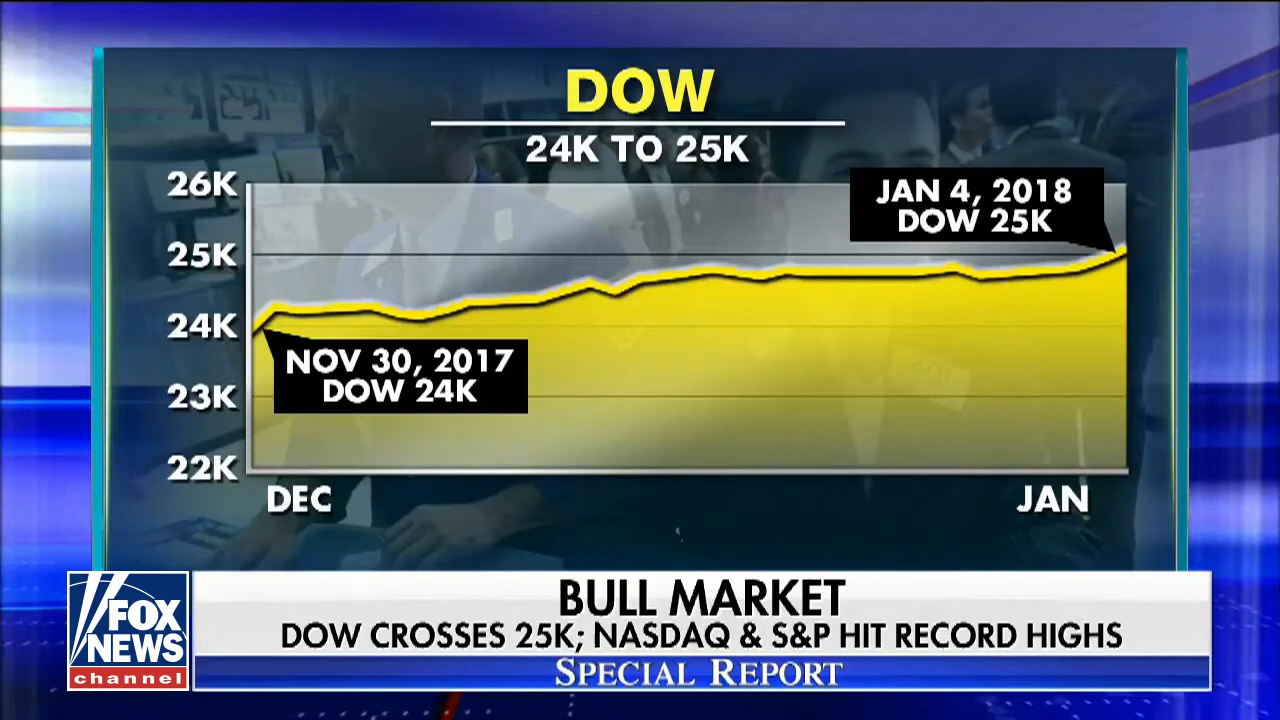 DOW
24K TO 25K
26K
25K
24K
23K
22K
JAN 4, 2018
DOW 25K
NOV 30, 2017
DOW 24K
DEC
JAN
FOX
NEWS
channel
BULL MARKET
DOW CROSSES 25K; NASDAQ & S&P HIT RECORD HIGHS
SPECIAL REPORT